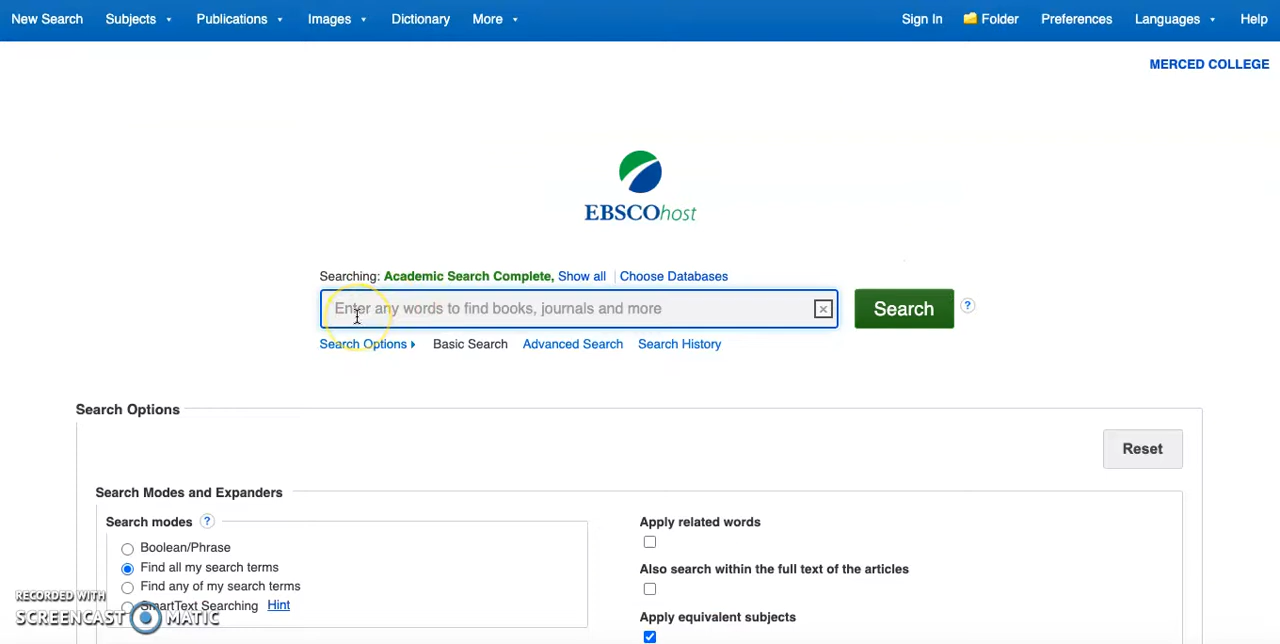 New Search Subjects Publications Images Dictionary More Sign In Folder Preferences Languages Help
MERCED COLLEGE
EBSCOhost
Searching: Academic Search Complete, Show all Choose Databases
Enter any words to find books, journals and more
Search ?
Search Options Basic Search Advanced Search Search History
Search Options
Reset
Search Modes and Expanders
Search modes ?
Boolean/Phrase
Find all my search terms
Find any of my search terms
SmartText Searching Hint
Apply related words
Also search within the full text of the articles
Apply equivalent subjects
RECORDED WITH
SCREENCAST MATIC